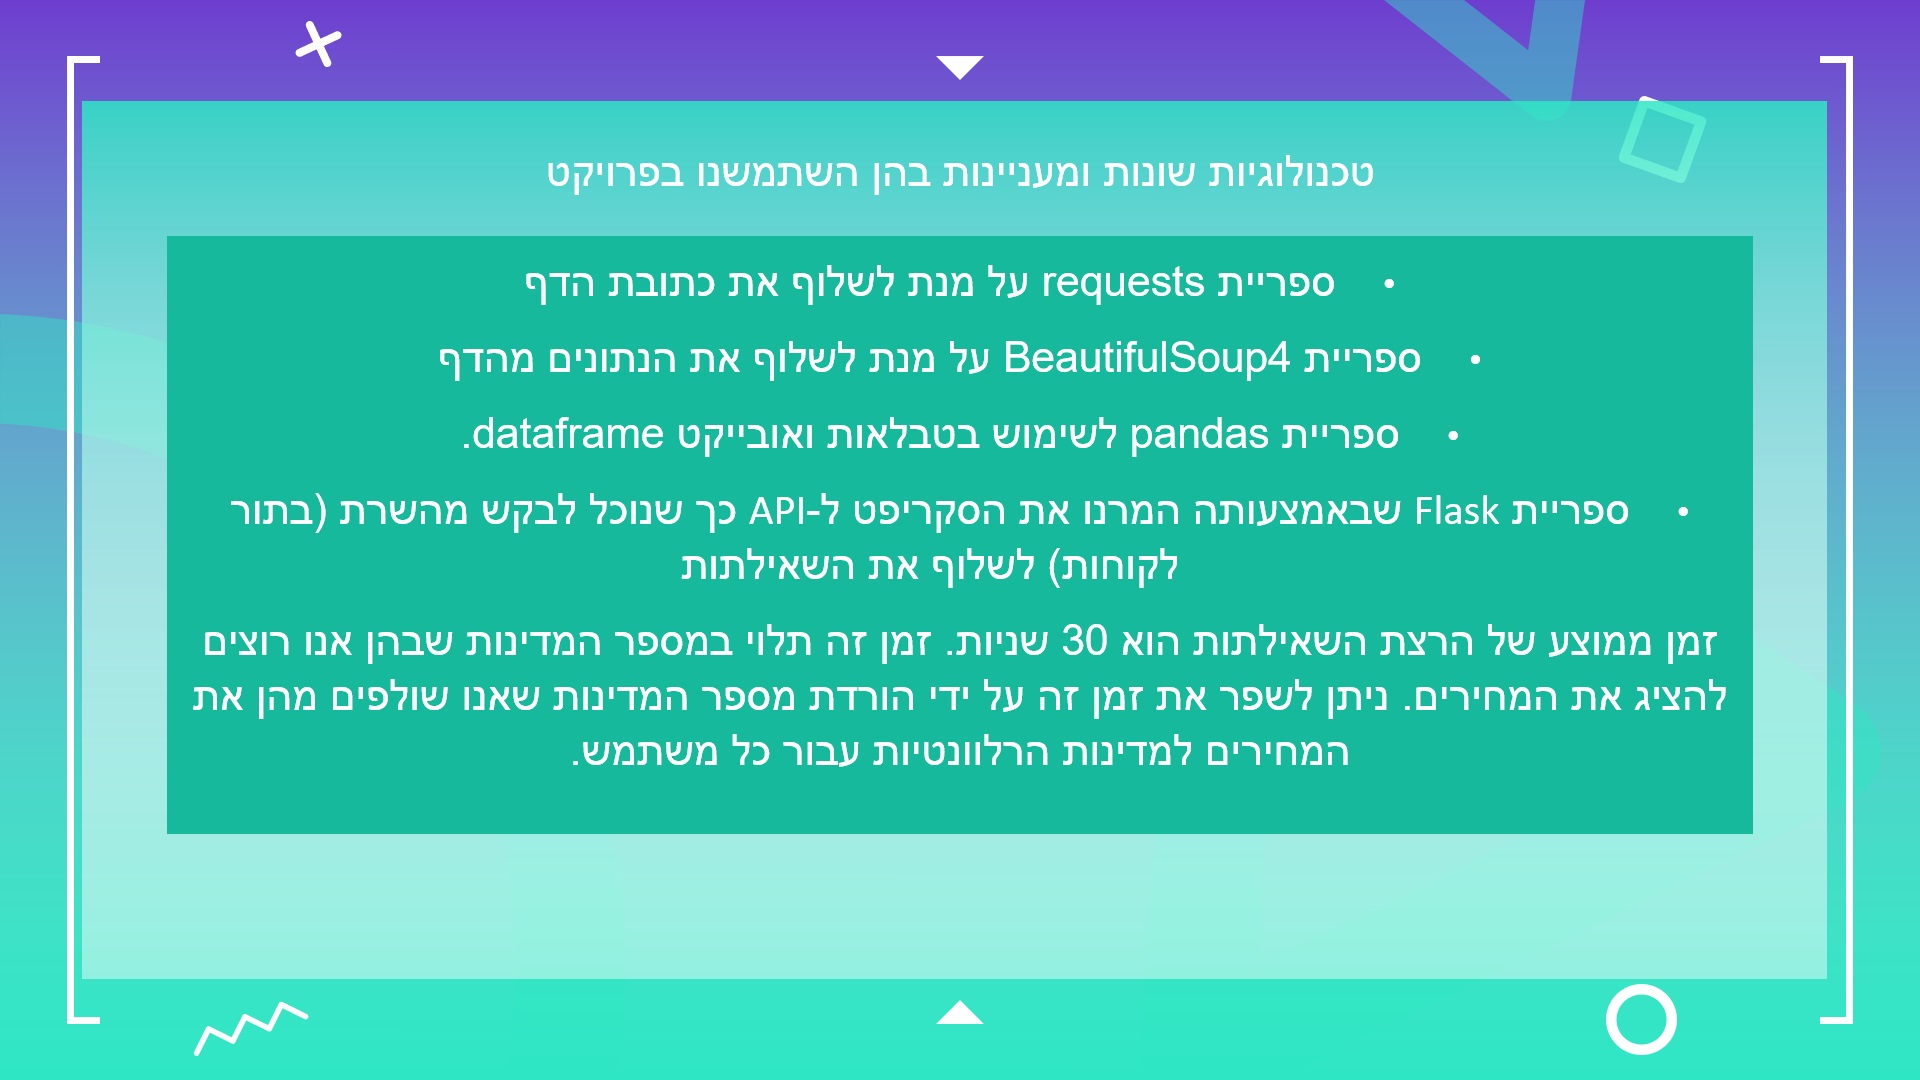 טכנולוגיות שונות ומעניינות בהן השתמשנו בפרויקט
• ספריית requests על מנת לשלוף את כתובת הדף
• ספריית BeautifulSoup4 על מנת לשלוף את הנתונים מהדף
• ספריית pandas לשימוש בטבלאות ואובייקט dataframe.
• ספריית Flask שבאמצעותה המרנו את הסקריפט ל-API כך שנוכל לבקש מהשרת (בתור
לקוחות) לשלוף את השאילתות
זמן ממוצע של הרצת השאילתות הוא 30 שניות. זמן זה תלוי במספר המדינות שבהן אנו רוצים
להציג את המחירים. ניתן לשפר את זמן זה על ידי הורדת מספר המדינות שאנו שולפים מהן את
המחירים למדינות הרלוונטיות עבור כל משתמש.